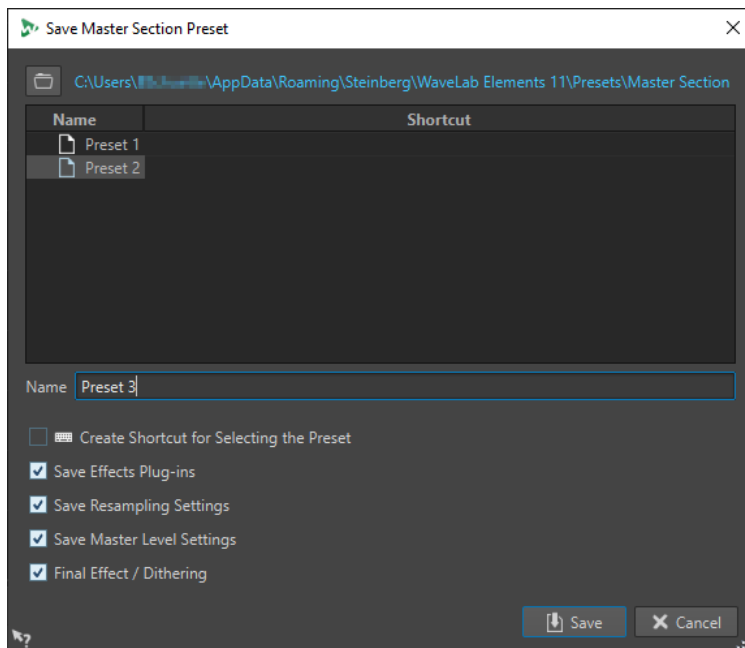 Save Master Section Preset
C:\Users\ \AppData\Roaming\Steinberg\WaveLab Elements 11\Presets\Master Section
Name Shortcut
Preset 1
Preset 2
Name Preset 3
Create Shortcut for Selecting the Preset
Save Effects Plug-ins
Save Resampling Settings
Save Master Level Settings
Final Effect / Dithering
Save Cancel